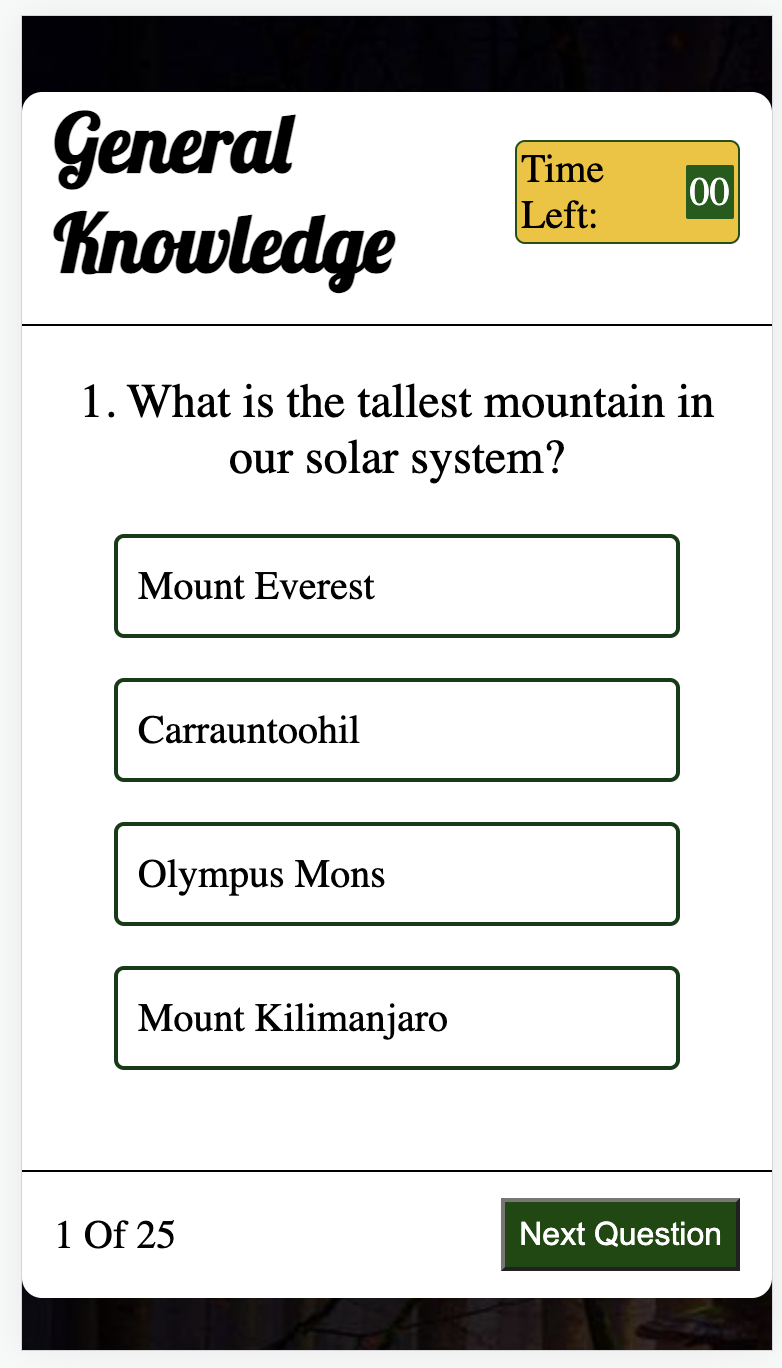 General
Knowledge
Time
Left:
00
1. What is the tallest mountain in
our solar system?
Mount Everest
Carrauntoohil
Olympus Mons
Mount Kilimanjaro
1 Of 25
Next Question